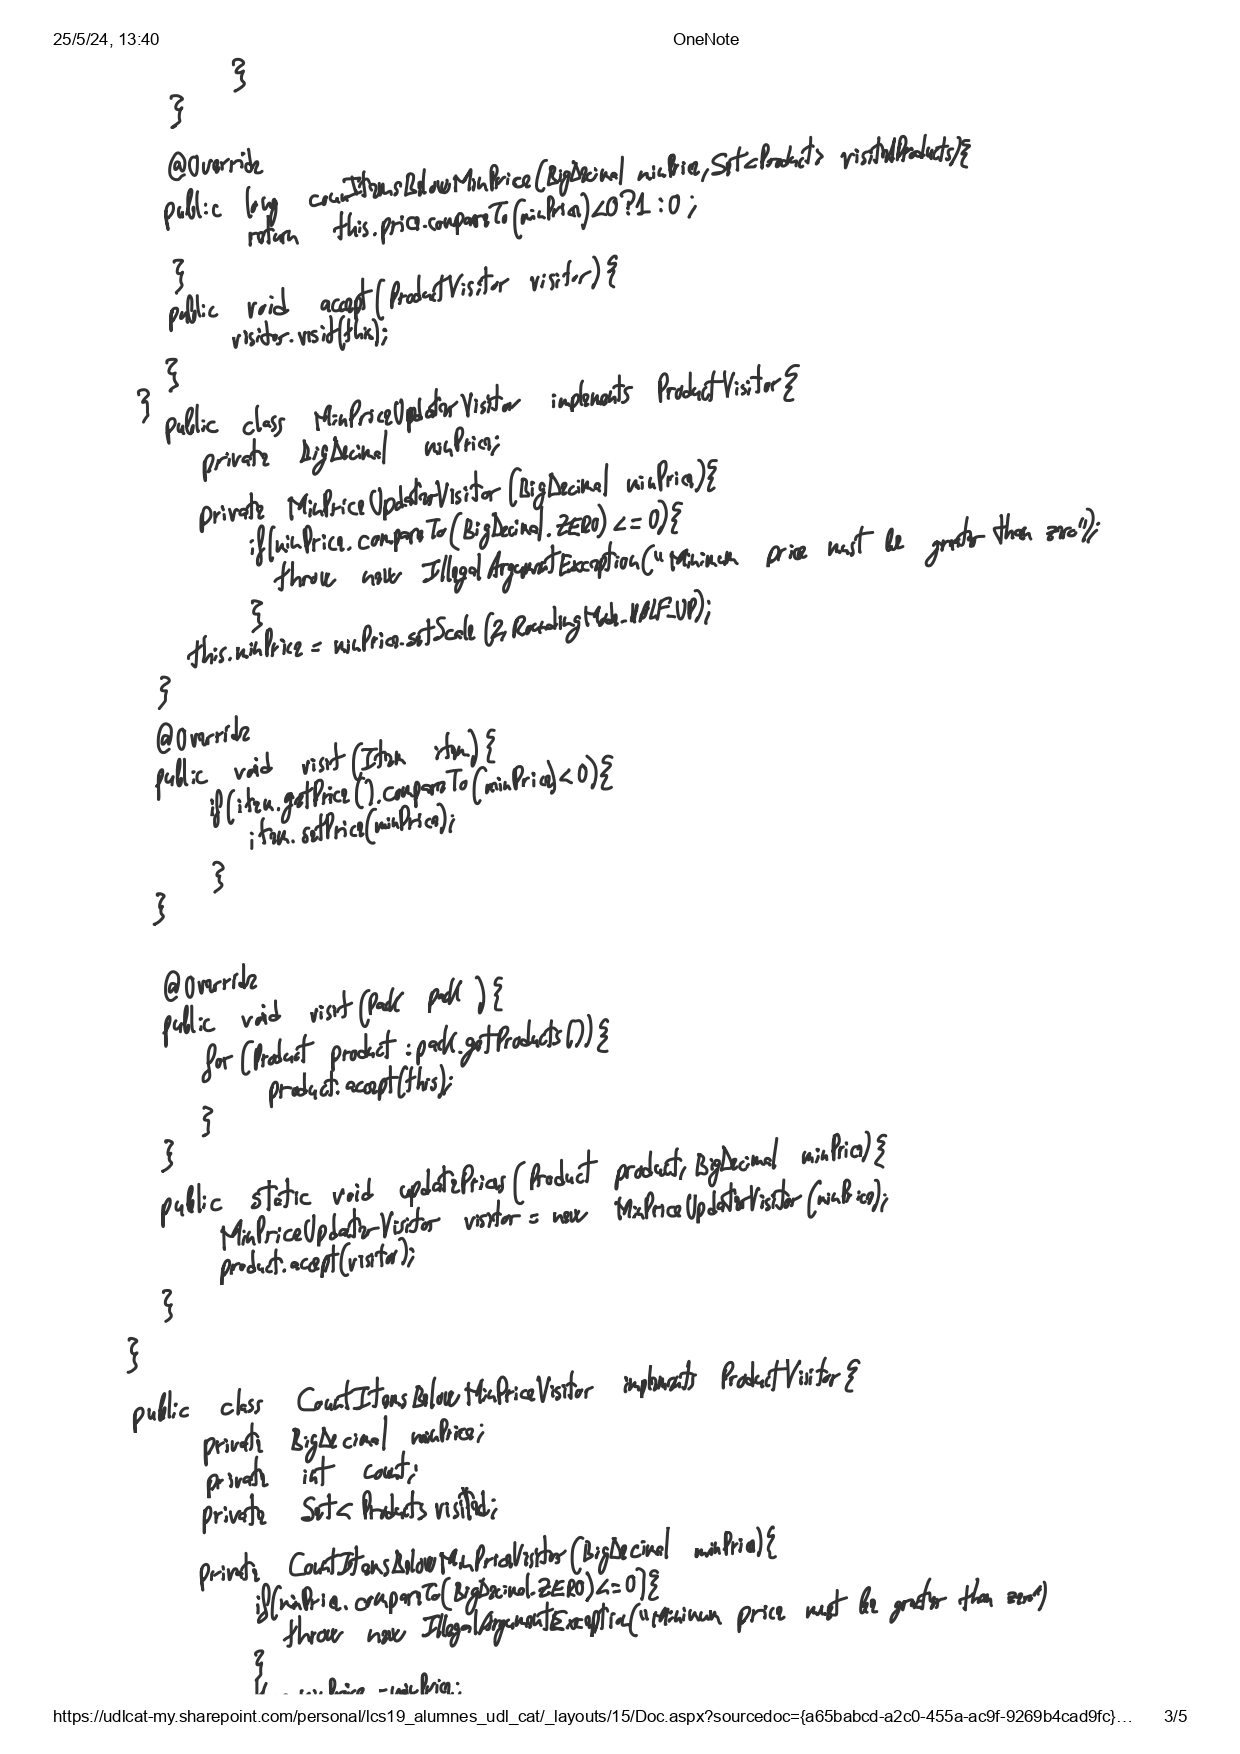 25/5/24, 13:40 OneNote
}
}
@Override
public long countItemsBelowMinPrice(BigDecimal minPrice, Set<Product> visitedProducts){
return this.price.compareTo(minPrice)<0?1:0;
}
public void accept(ProductVisitor visitor){
visitor.visit(this);
}
}
public class MinPriceUpdaterVisitor implements ProductVisitor{
private BigDecimal minPrice;
private MinPriceUpdaterVisitor(BigDecimal minPrice){
if(minPrice.compareTo(BigDecimal.ZERO)<=0){
throw new IllegalArgumentException("Minimum price must be greater than zero");
}
this.minPrice = minPrice.setScale(2, RoundingMode.HALF_UP);
}
@Override
public void visit(Item item){
if(item.getPrice().compareTo(minPrice)<0){
item.setPrice(minPrice);
}
}
@Override
public void visit(Pack pack){
for(Product product:pack.getProducts()){
product.accept(this);
}
}
public static void updatePrices(Product product, BigDecimal minPrice){
MinPriceUpdaterVisitor visitor = new MinPriceUpdaterVisitor(minPrice);
product.accept(visitor);
}
}
public class CountItemsBelowMinPriceVisitor implements ProductVisitor{
private BigDecimal minPrice;
private int count;
private Set<Product> visited;
private CountItemsBelowMinPriceVisitor(BigDecimal minPrice){
if(minPrice.compareTo(BigDecimal.ZERO)<=0){
throw new IllegalArgumentException("Minimum price must be greater than zero")
}
https://udlcat-my.sharepoint.com/personal/lcs19_alumnes_udl_cat/_layouts/15/Doc.aspx?sourcedoc={a65babcd-a2c0-455a-ac9f-9269b4cad9fc}… 3/5